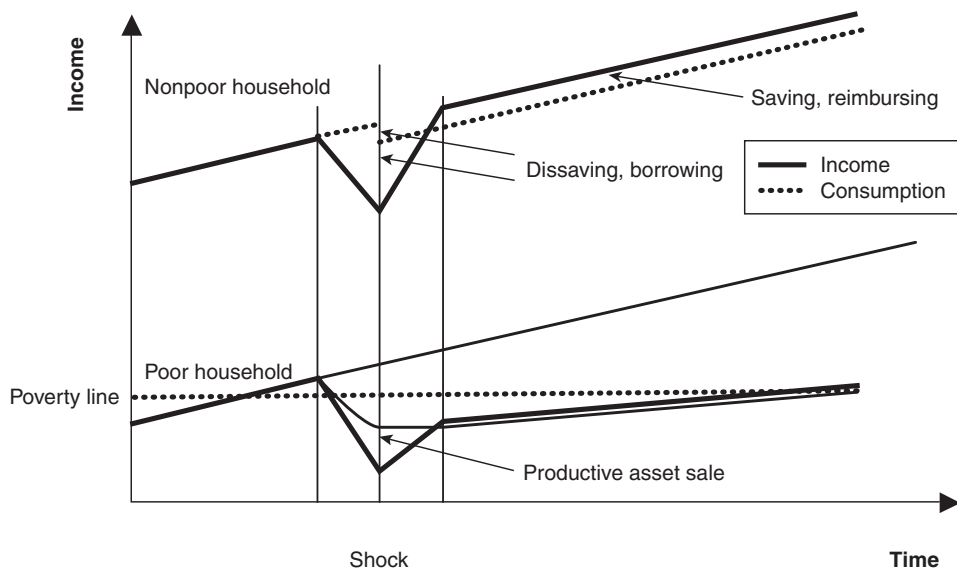 Income
Nonpoor household
Saving, reimbursing
Dissaving, borrowing
Income
Consumption
Poor household
Poverty line
Productive asset sale
Shock
Time